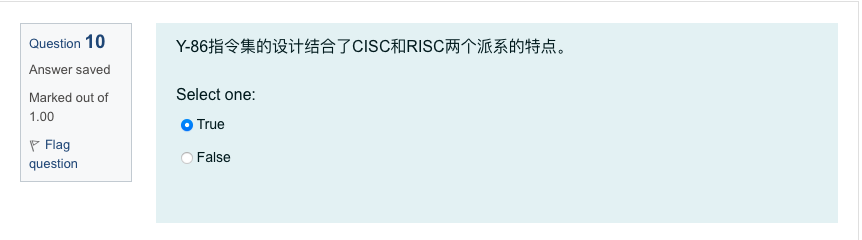 Question 10
Answer saved
Marked out of
1.00
Flag
question
Y-86指令集的设计结合了CISC和RISC两个派系的特点。
Select one:
True
False